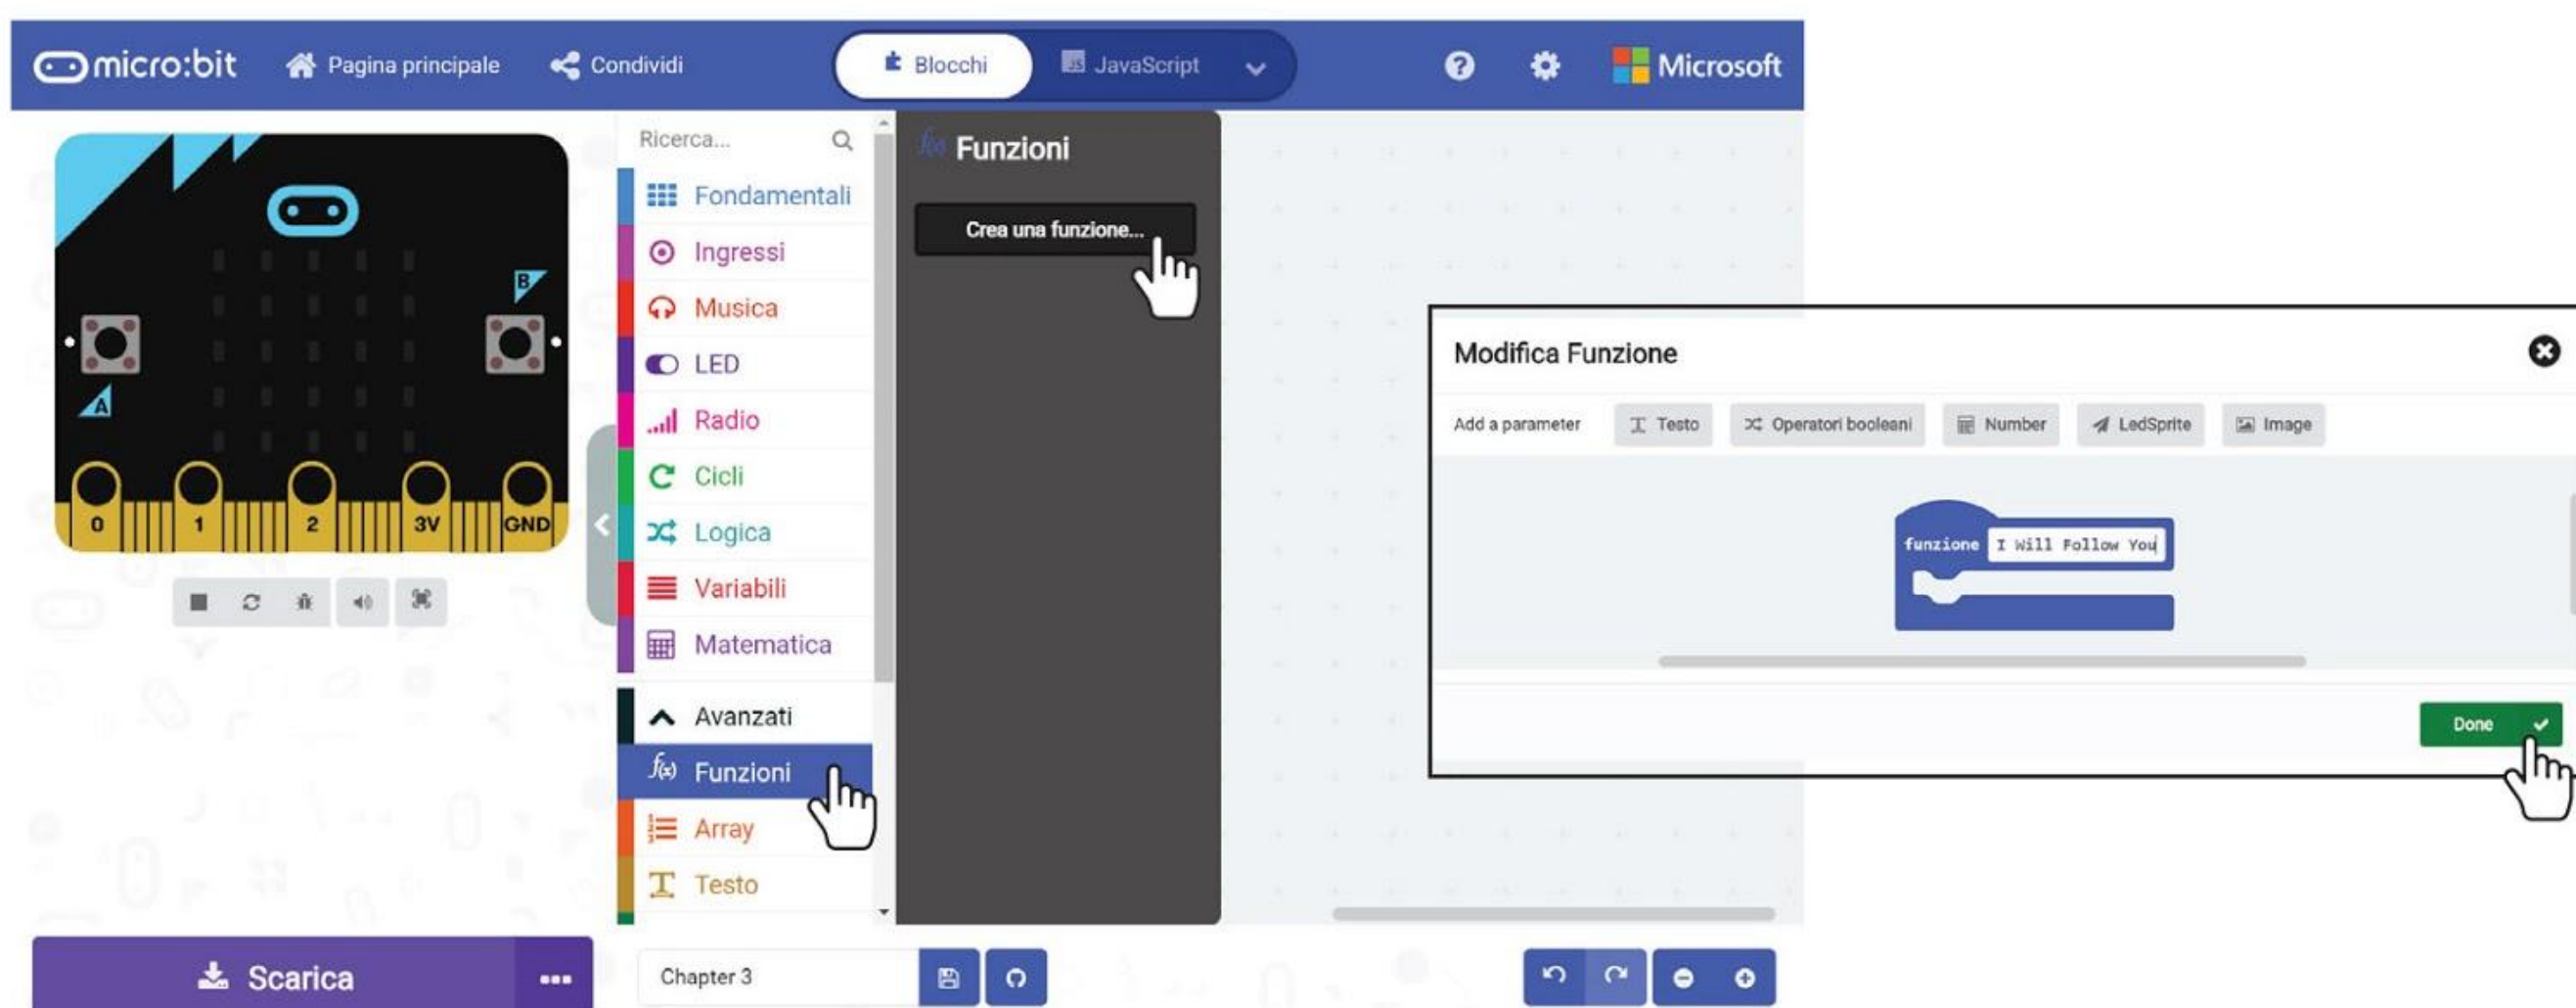 micro:bit Pagina principale Condividi Blocchi JS JavaScript ? Microsoft
Ricerca...
Fondamentali
Ingressi
Musica
LED
Radio
Cicli
Logica
Variabili
Matematica
Avanzati
f(x) Funzioni
Array
Testo
f(x) Funzioni
Crea una funzione...
B
A
0 1 2 3V GND
Modifica Funzione
Add a parameter Testo Operatori booleani Number LedSprite Image
funzione I Will Follow You
Done
Scarica ...
Chapter 3